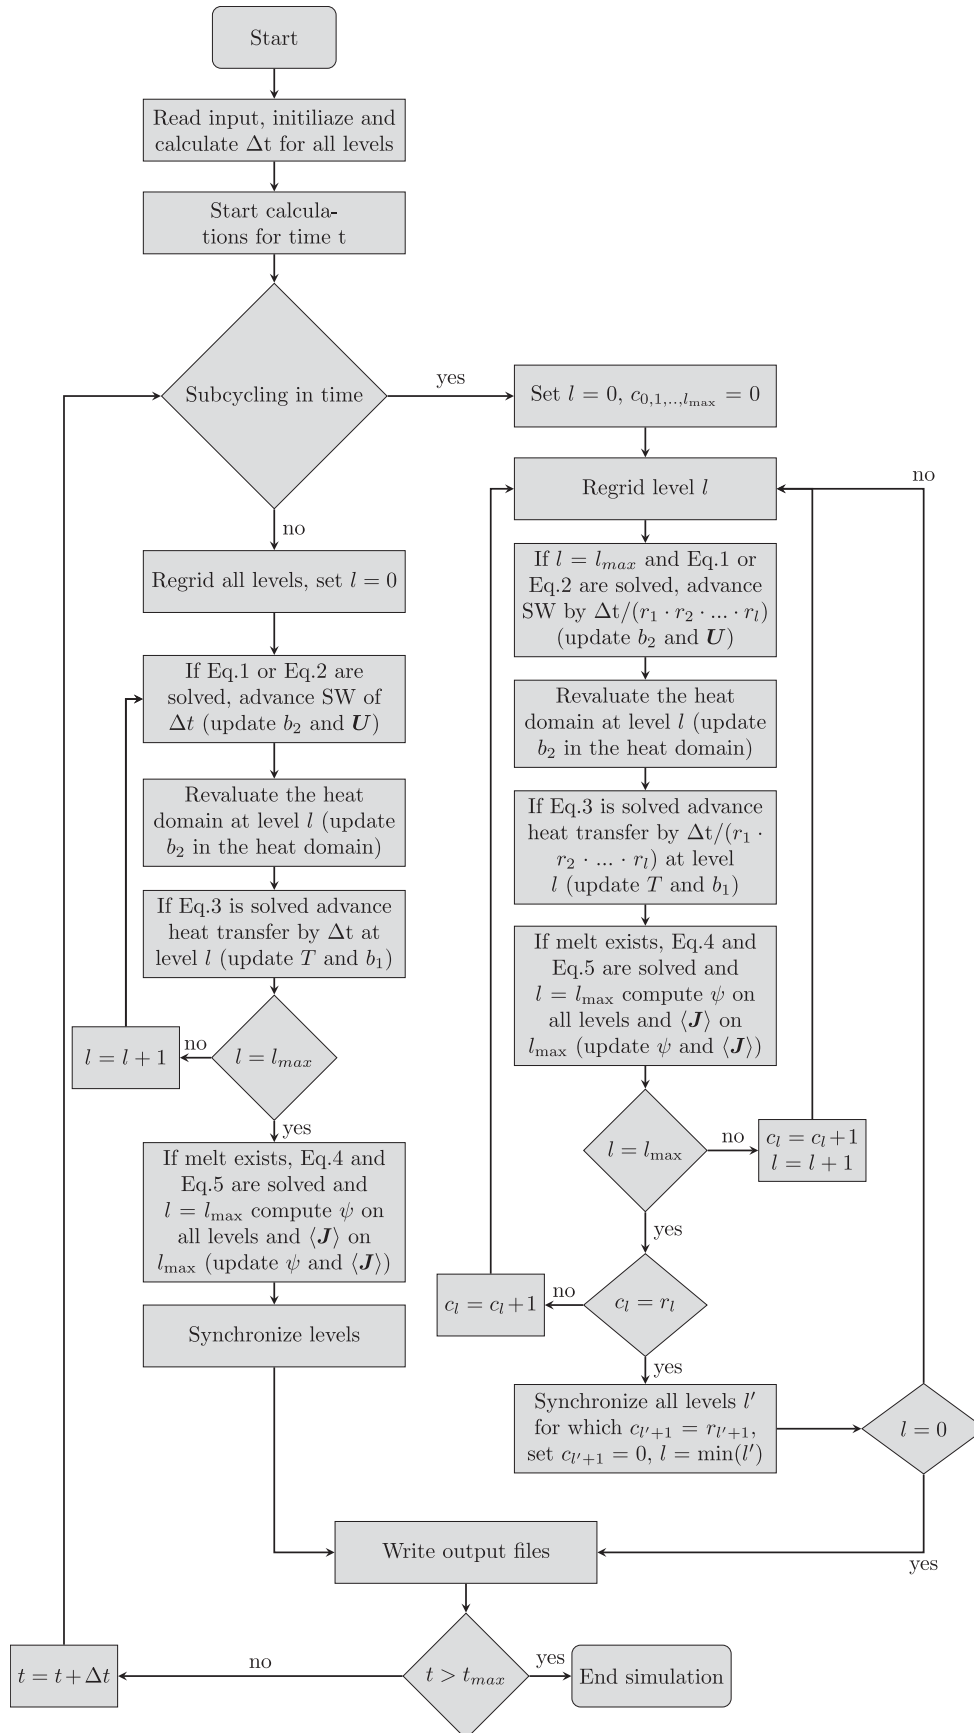 Start
Read input, initiliaze and
calculate Δt for all levels
Start calcula-
tions for time t
Subcycling in time
yes
no
Set l = 0, c₀,₁,..,lₘₐₓ = 0
Regrid level l
no
If l = lₘₐₓ and Eq.1 or
Eq.2 are solved, advance
SW by Δt/(r₁ · r₂ · ... · rₗ)
(update b₂ and U)
Revaluate the heat
domain at level l (update
b₂ in the heat domain)
If Eq.3 is solved advance
heat transfer by Δt/(r₁ ·
r₂ · ... · rₗ) at level
l (update T and b₁)
If melt exists, Eq.4 and
Eq.5 are solved and
l = lₘₐₓ compute ψ on
all levels and ⟨J⟩ on
lₘₐₓ (update ψ and ⟨J⟩)
l = lₘₐₓ
no
cₗ = cₗ+1
l = l + 1
yes
cₗ = rₗ
no
cₗ = cₗ+1
yes
Synchronize all levels l′
for which cₗ′₊₁ = rₗ′₊₁,
set cₗ′₊₁ = 0, l = min(l′)
l = 0
yes
Regrid all levels, set l = 0
If Eq.1 or Eq.2 are
solved, advance SW of
Δt (update b₂ and U)
Revaluate the heat
domain at level l (update
b₂ in the heat domain)
If Eq.3 is solved advance
heat transfer by Δt at
level l (update T and b₁)
l = lₘₐₓ
no
l = l + 1
yes
If melt exists, Eq.4 and
Eq.5 are solved and
l = lₘₐₓ compute ψ on
all levels and ⟨J⟩ on
lₘₐₓ (update ψ and ⟨J⟩)
Synchronize levels
Write output files
t > tₘₐₓ
no
t = t + Δt
yes
End simulation